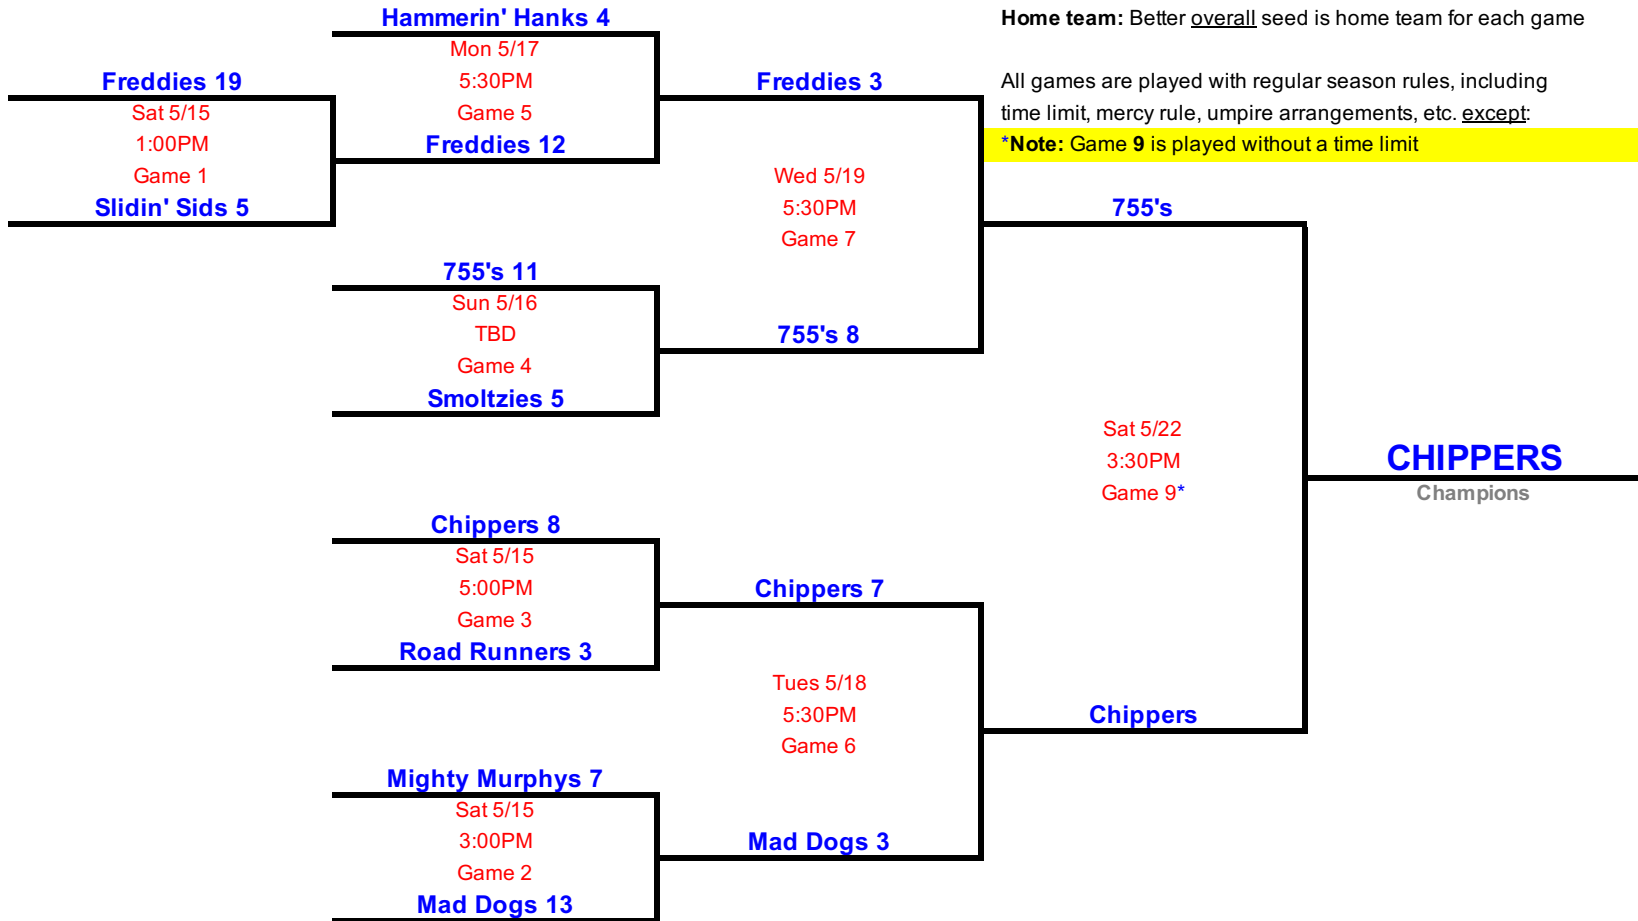 Hammerin' Hanks 4
Mon 5/17
5:30PM
Game 5
Freddies 12
Freddies 19
Sat 5/15
1:00PM
Game 1
Slidin' Sids 5
Freddies 3
Wed 5/19
5:30PM
Game 7
755's 8
755's 11
Sun 5/16
TBD
Game 4
Smoltzies 5
Home team: Better overall seed is home team for each game
All games are played with regular season rules, including
time limit, mercy rule, umpire arrangements, etc. except:
*Note: Game 9 is played without a time limit
755's
Sat 5/22
3:30PM
Game 9*
Chippers
CHIPPERS
Champions
Chippers 8
Sat 5/15
5:00PM
Game 3
Road Runners 3
Chippers 7
Tues 5/18
5:30PM
Game 6
Mad Dogs 3
Mighty Murphys 7
Sat 5/15
3:00PM
Game 2
Mad Dogs 13